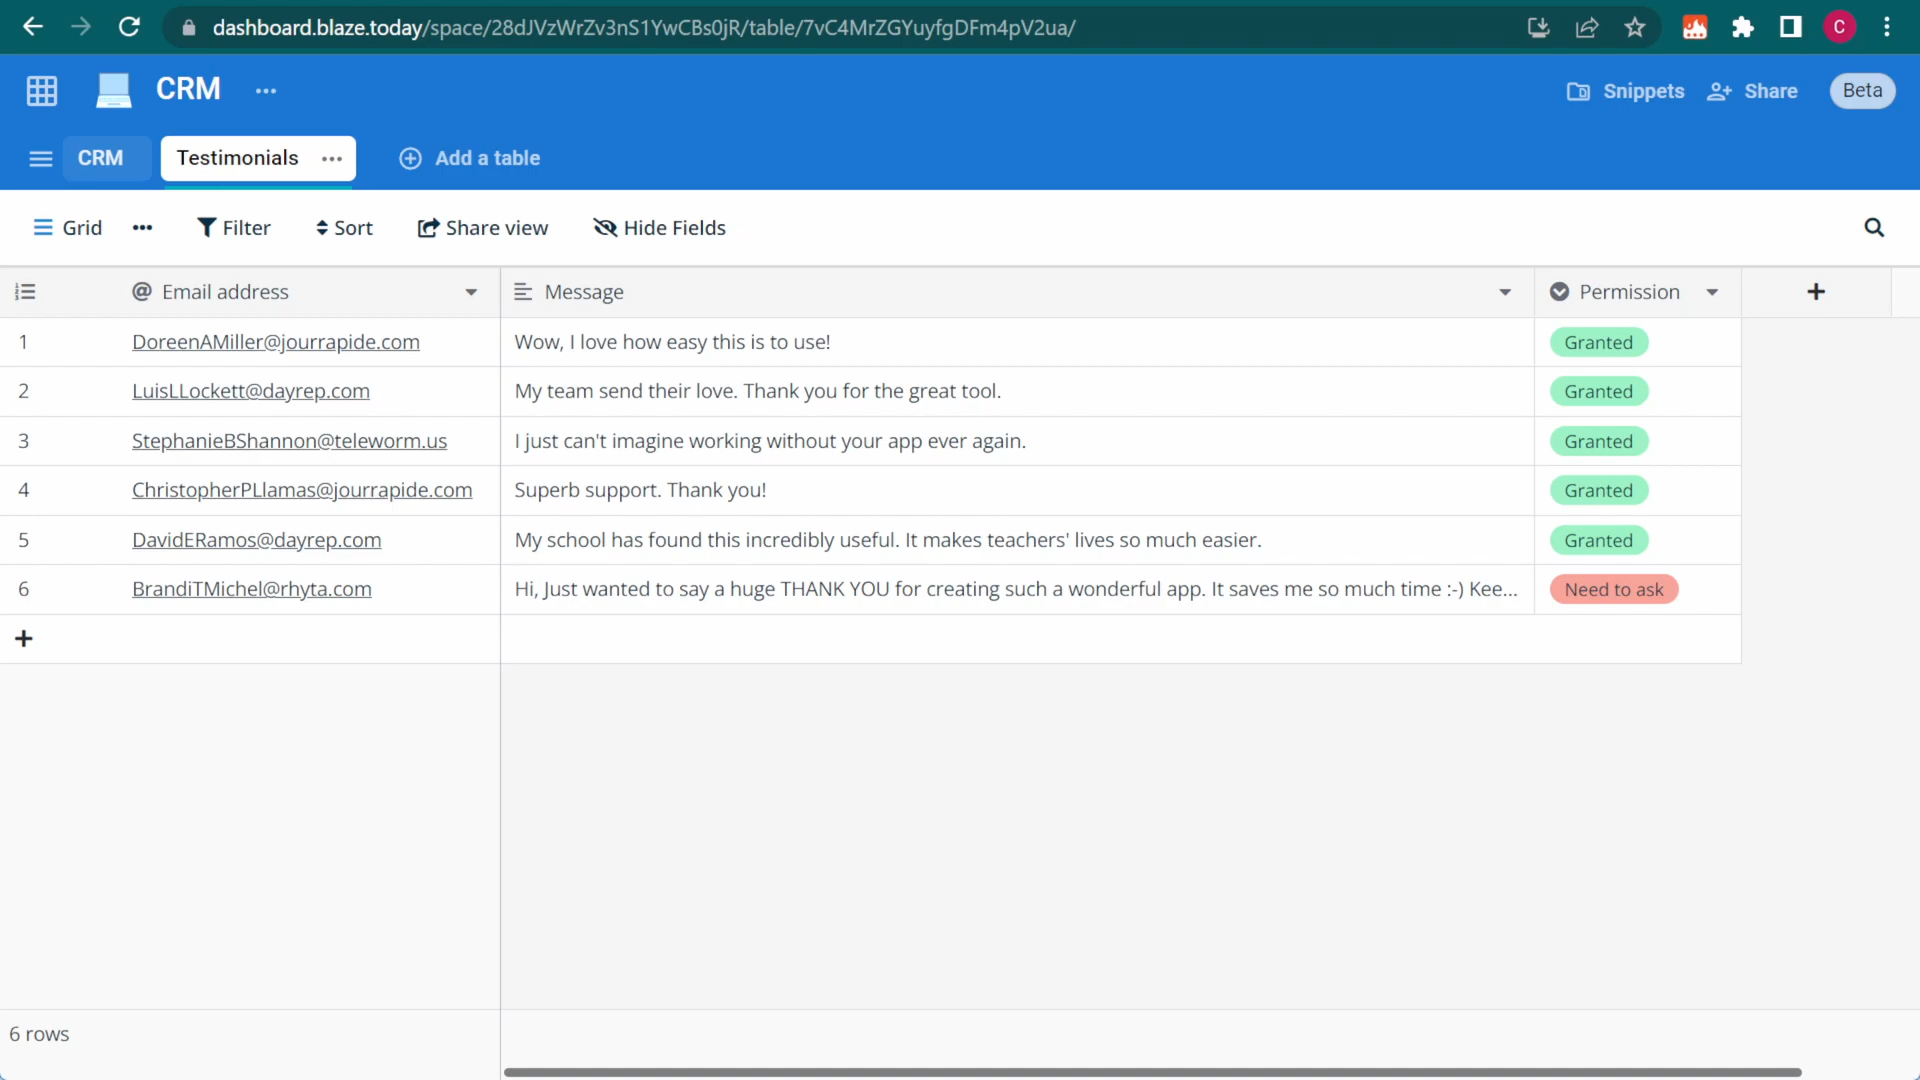 dashboard.blaze.today/space/28dJVzWrZv3nS1YwCBs0jR/table/7vC4MrZGYuyfgDFm4pV2ua/
C
CRM
Snippets
Share
Beta
CRM
Testimonials
Add a table
Grid
Filter
Sort
Share view
Hide Fields
@ Email address
Message
Permission
1 DoreenAMiller@jourrapide.com Wow, I love how easy this is to use! Granted
2 LuisLLockett@dayrep.com My team send their love. Thank you for the great tool. Granted
3 StephanieBShannon@teleworm.us I just can't imagine working without your app ever again. Granted
4 ChristopherPLlamas@jourrapide.com Superb support. Thank you! Granted
5 DavidERamos@dayrep.com My school has found this incredibly useful. It makes teachers' lives so much easier. Granted
6 BrandiTMichel@rhyta.com Hi, Just wanted to say a huge THANK YOU for creating such a wonderful app. It saves me so much time :-) Kee... Need to ask
6 rows